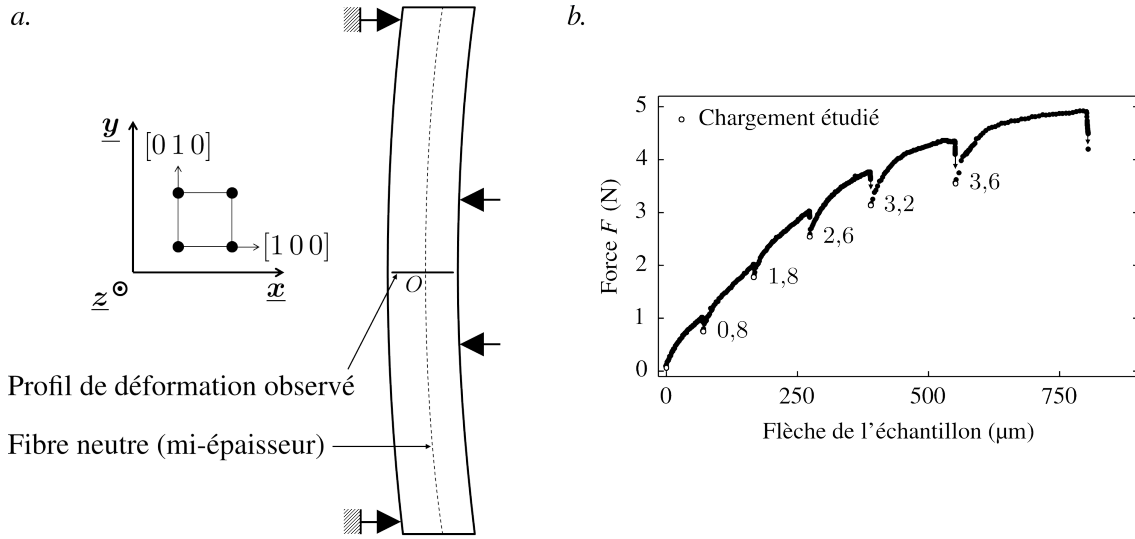 a.
y
[0 1 0]
[1 0 0]
z
x
O
Profil de déformation observé
Fibre neutre (mi-épaisseur)
b.
Force F (N)
5
4
3
2
1
0
Chargement étudié
0,8
1,8
2,6
3,2
3,6
0 250 500 750
Flèche de l'échantillon (µm)